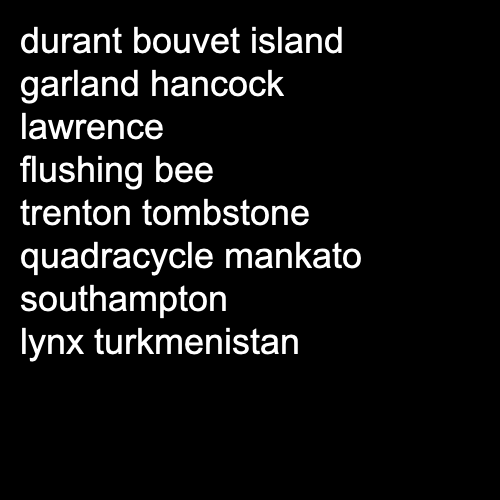 durant bouvet island
garland hancock
lawrence
flushing bee
trenton tombstone
quadracycle mankato
southampton
lynx turkmenistan